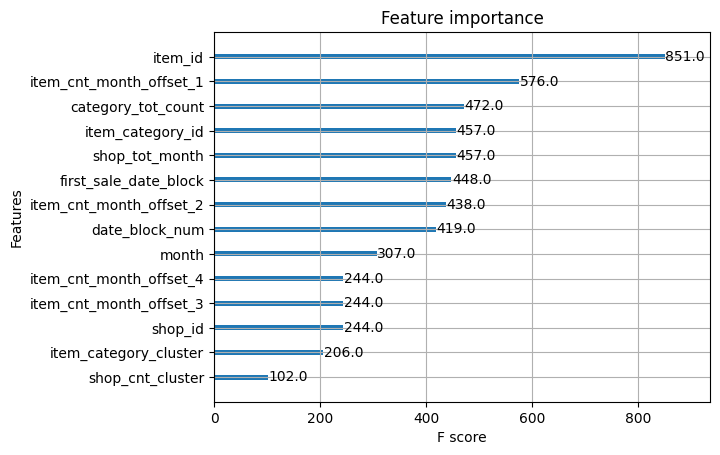 Feature importance
item_id 851.0
item_cnt_month_offset_1 576.0
category_tot_count 472.0
item_category_id 457.0
shop_tot_month 457.0
first_sale_date_block 448.0
item_cnt_month_offset_2 438.0
date_block_num 419.0
month 307.0
item_cnt_month_offset_4 244.0
item_cnt_month_offset_3 244.0
shop_id 244.0
item_category_cluster 206.0
shop_cnt_cluster 102.0
Features
0 200 400 600 800
F score